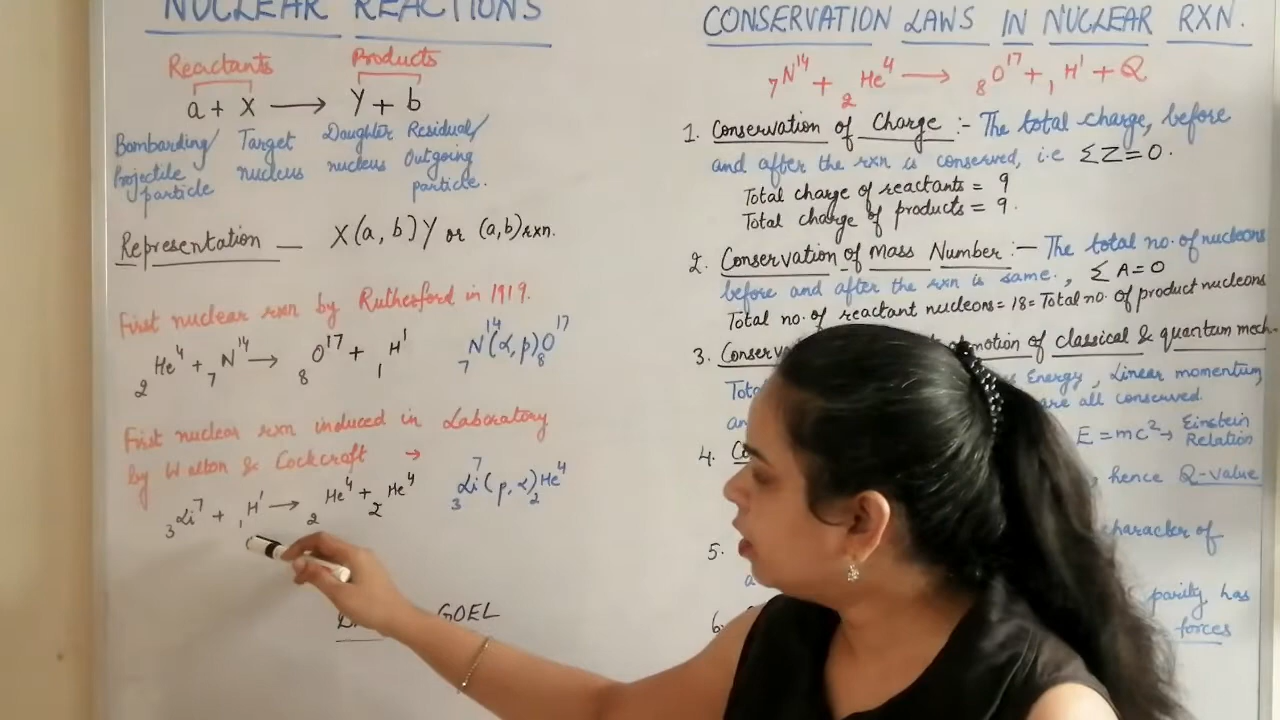 NUCLEAR REACTIONS
Reactants Products
a + X ⟶ Y + b
Bombarding/ Target Daughter Residual/
Projectile nucleus nucleus Outgoing
particle particle.
Representation — X(a, b)Y or (a,b) rxn.
First nuclear rxn by Rutherford in 1919.
₂He⁴ + ₇N¹⁴ ⟶ ₈O¹⁷ + ₁H¹ ₇N¹⁴(α, p)₈O¹⁷
First nuclear rxn induced in Laboratory
by Walton & Cockcraft →
₃Li⁷ + ₁H¹ ⟶ ₂He⁴ + ₂He⁴ ₃Li⁷(p, α)₂He⁴
GOEL
CONSERVATION LAWS IN NUCLEAR RXN.
₇N¹⁴ + ₂He⁴ ⟶ ₈O¹⁷ + ₁H¹ + Q
1. Conservation of Charge :- The total charge, before
and after the rxn is conserved, i.e ΣZ = 0.
Total charge of reactants = 9
Total charge of products = 9.
2. Conservation of Mass Number :- The total no. of nucleons
before and after the rxn is same., ΣA = 0
Total no. of reactant nucleons = 18 = Total no. of product nucleons
3. motion of classical & quantum mech.
Energy, Linear momentum
are all conserved.
4. E = mc² → Einstein
Relation
hence Q-value
5. character of
6. parity has
forces